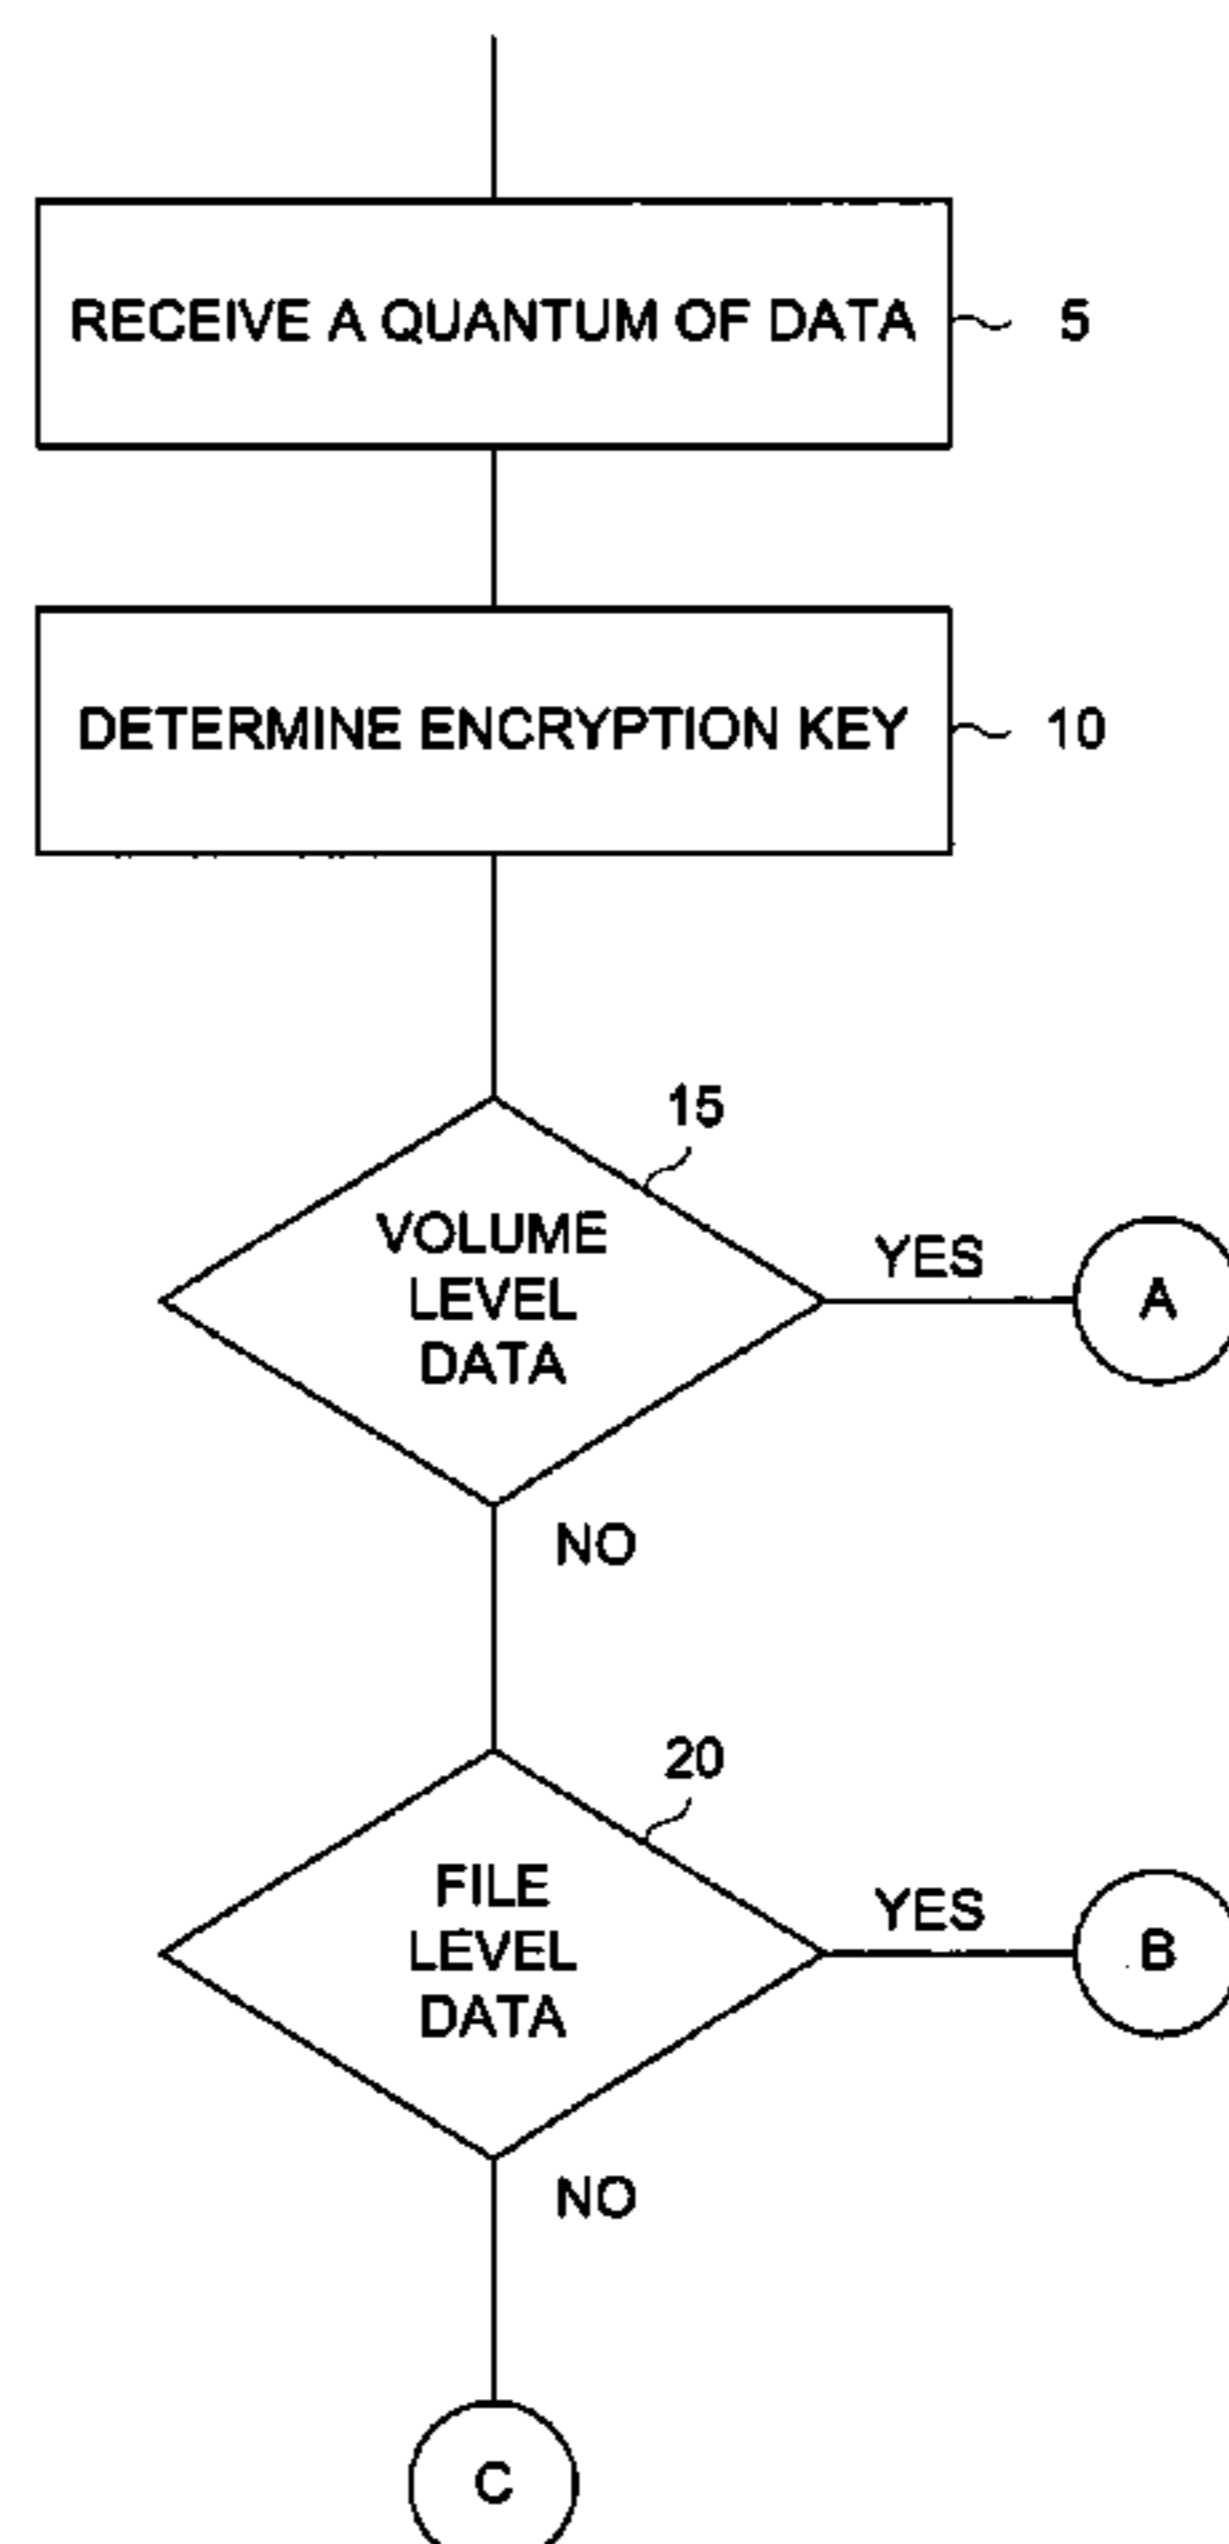 RECEIVE A QUANTUM OF DATA
5
DETERMINE ENCRYPTION KEY
10
15
VOLUME
LEVEL
DATA
YES
A
NO
20
FILE
LEVEL
DATA
YES
B
NO
C